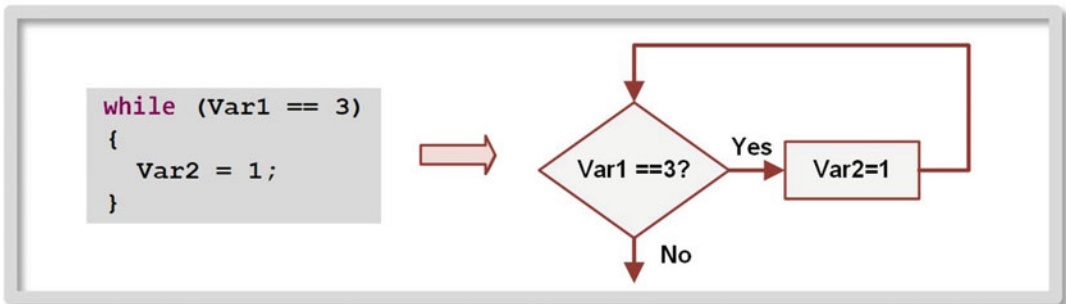 while (Var1 == 3)
{
Var2 = 1;
}
Var1 ==3?
Yes
Var2=1
No